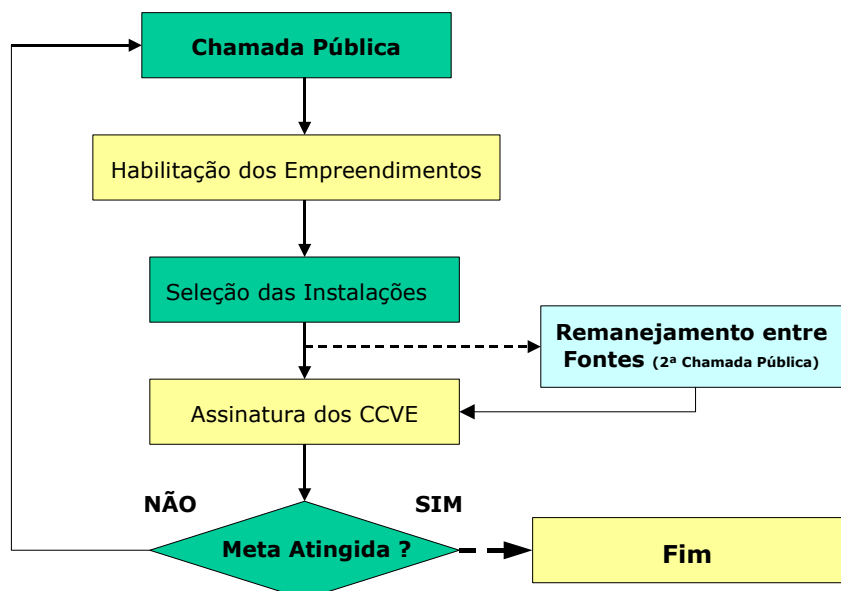 Chamada Pública
Habilitação dos Empreendimentos
Seleção das Instalações
Remanejamento entre
Fontes (2ª Chamada Pública)
Assinatura dos CCVE
NÃO
SIM
Meta Atingida ?
Fim